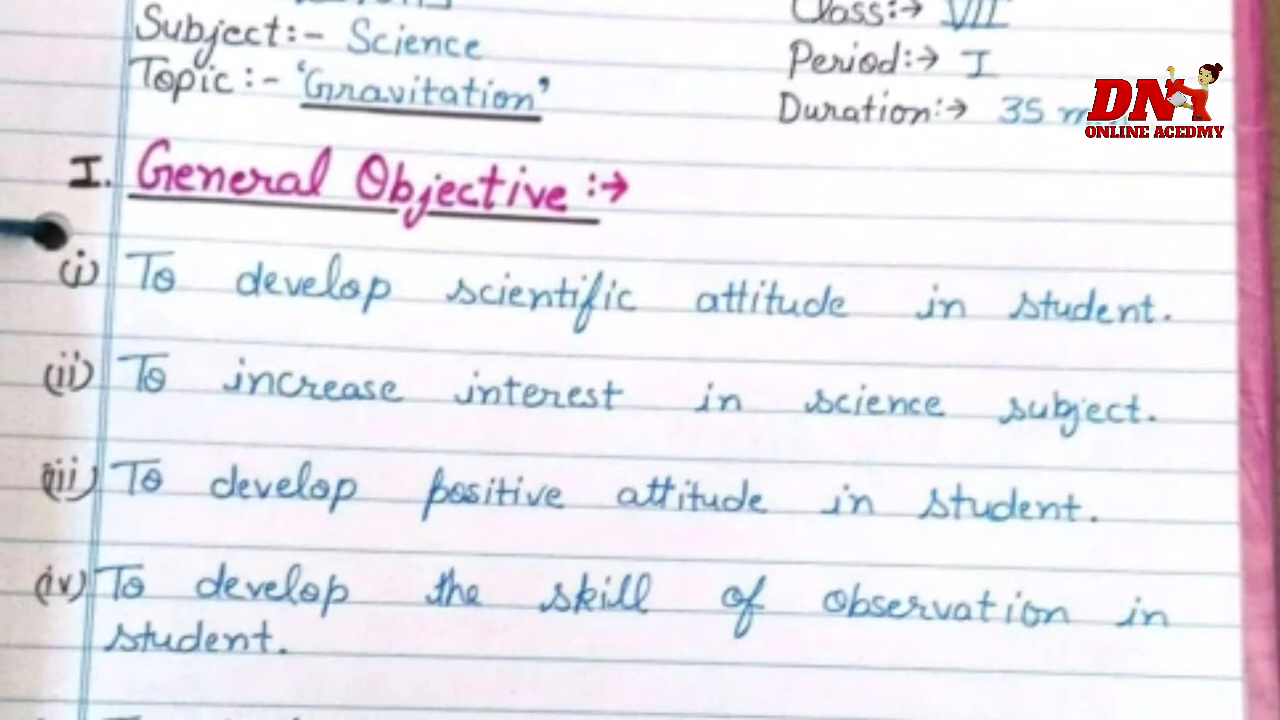 Class:→ VII
Subject:- Science
Period:→ I
Topic:- 'Gravitation'
Duration:→ 35
DNA
ONLINE ACEDMY
I. General Objective:→
(i) To develop scientific attitude in student.
(ii) To increase interest in science subject.
(iii) To develop positive attitude in student.
(iv) To develop the skill of observation in
student.